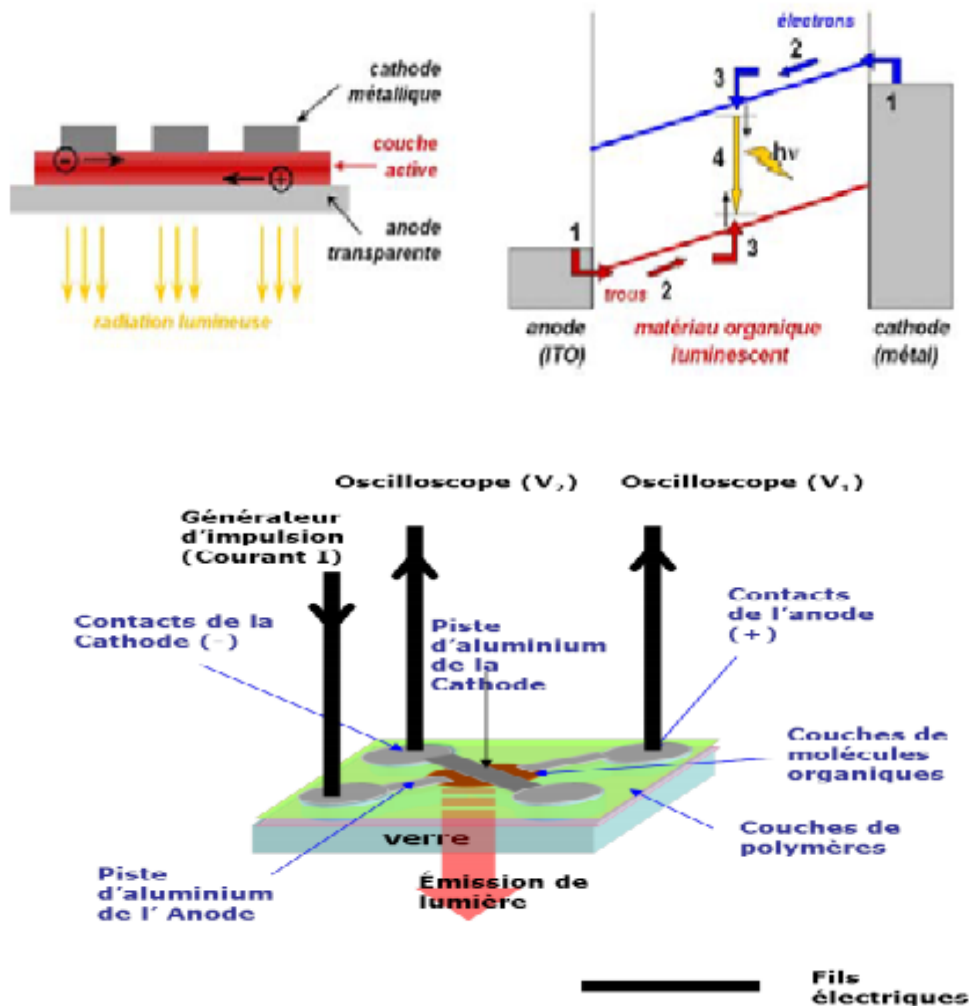 cathode
métallique
couche
active
anode
transparente
radiation lumineuse
- +
électrons
1
2
3
4
hν
1
2
3
trous
anode
(ITO)
matériau organique
luminescent
cathode
(métal)
Oscilloscope (V₂)
Oscilloscope (V₁)
Générateur
d'impulsion
(Courant I)
Contacts de la
Cathode (-)
Piste
d'aluminium
de la
Cathode
Contacts
de l'anode
(+)
Couches de
molécules
organiques
verre
Couches de
polymères
Piste
d'aluminium
de l' Anode
Émission de
lumière
Fils
électriques